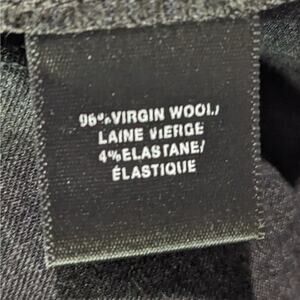 96%VIRGIN WOOL/
LAINE VIERGE
4%ELASTANE/
ÉLASTIQUE